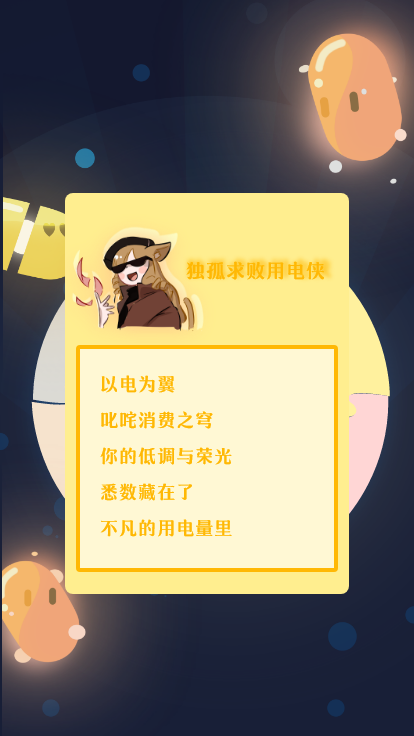 独孤求败用电侠
以电为翼
叱咤消费之穹
你的低调与荣光
悉数藏在了
不凡的用电量里